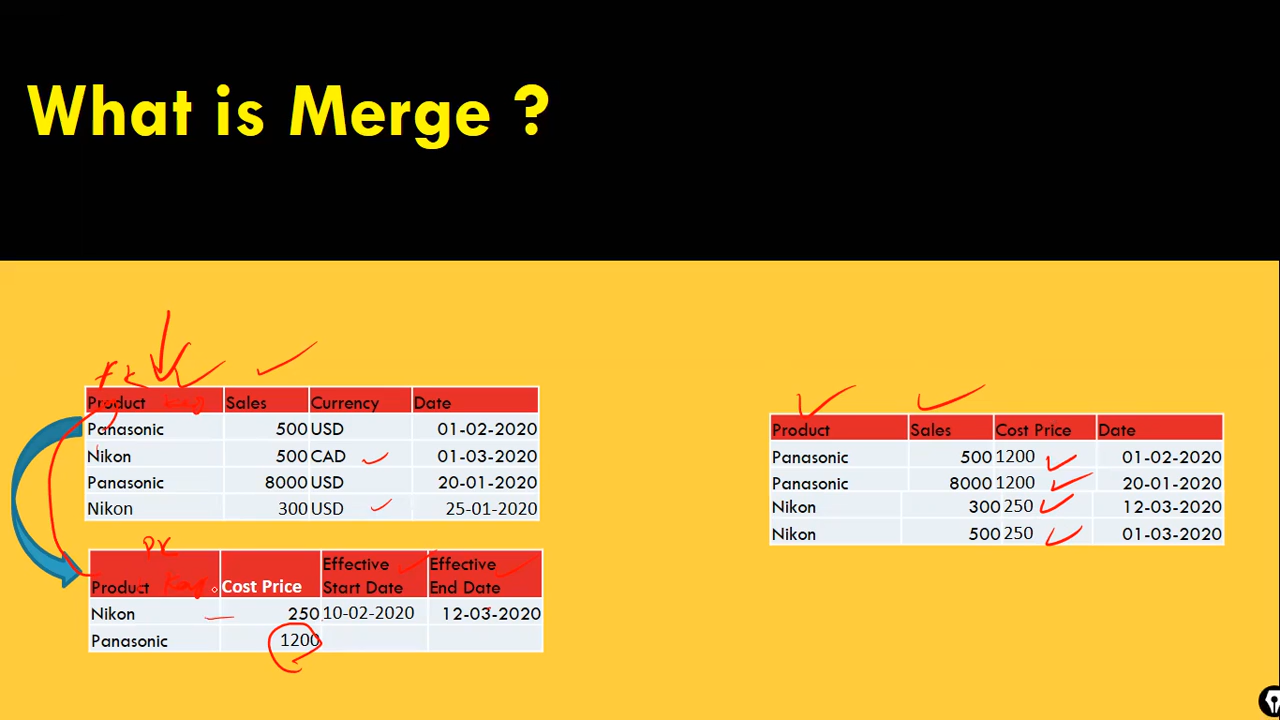 What is Merge ?
FK
Product Key Sales Currency Date
Panasonic 500 USD 01-02-2020
Nikon 500 CAD 01-03-2020
Panasonic 8000 USD 20-01-2020
Nikon 300 USD 25-01-2020
PK
Product Key Cost Price Effective Start Date Effective End Date
Nikon 250 10-02-2020 12-03-2020
Panasonic 1200
Product Sales Cost Price Date
Panasonic 500 1200 01-02-2020
Panasonic 8000 1200 20-01-2020
Nikon 300 250 12-03-2020
Nikon 500 250 01-03-2020